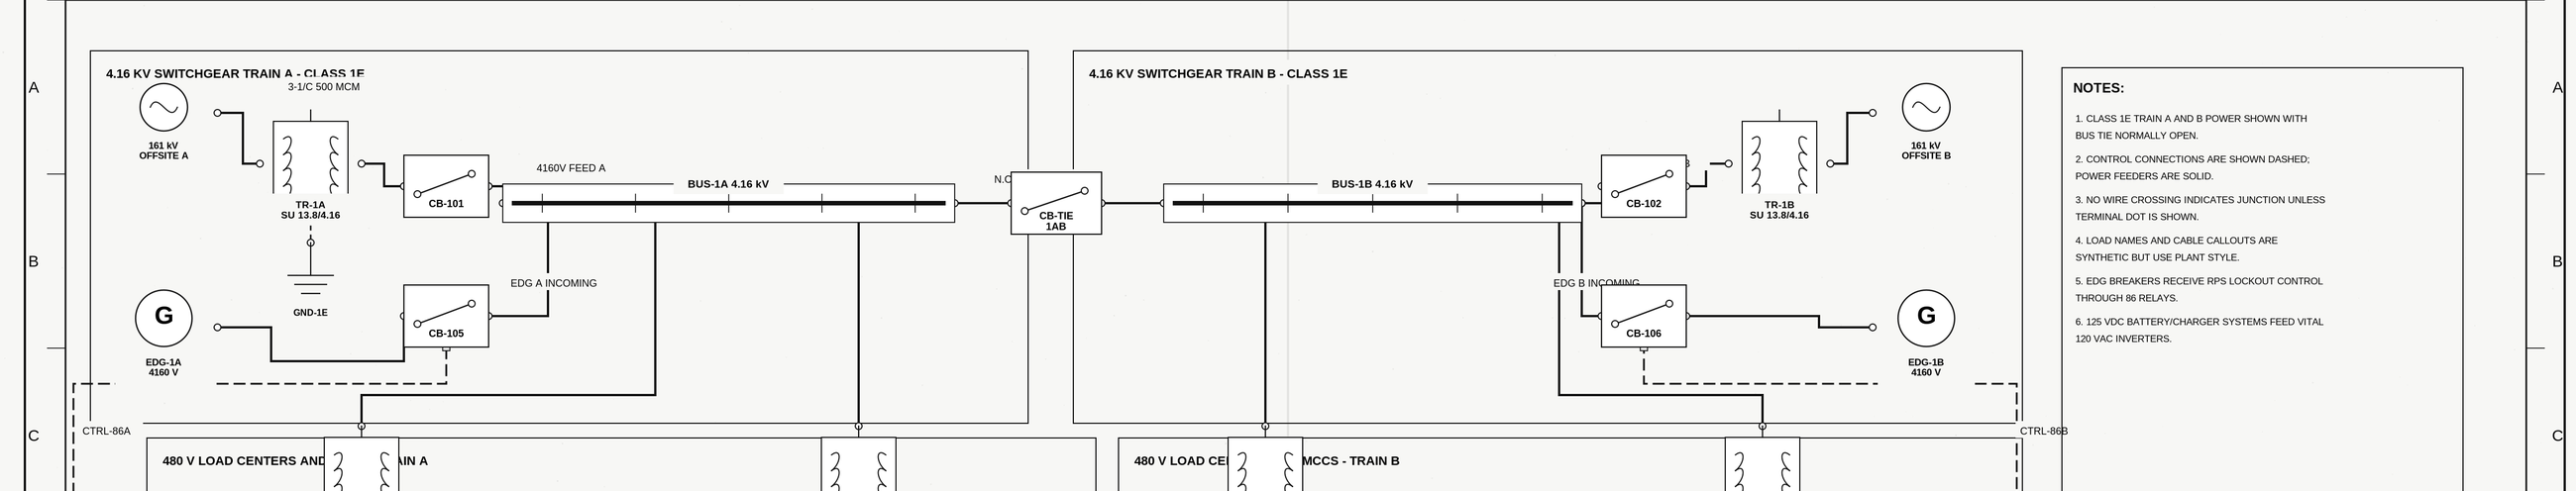 A
A
4.16 KV SWITCHGEAR TRAIN A - CLASS 1E
3-1/C 500 MCM
161 kV
OFFSITE A
TR-1A
SU 13.8/4.16
CB-101
4160V FEED A
BUS-1A 4.16 kV
N.O
CB-TIE
1AB
4.16 KV SWITCHGEAR TRAIN B - CLASS 1E
BUS-1B 4.16 kV
CB-102
TR-1B
SU 13.8/4.16
161 kV
OFFSITE B
B
B
GND-1E
G
EDG-1A
4160 V
CB-105
EDG A INCOMING
EDG B INCOMING
CB-106
G
EDG-1B
4160 V
C
C
CTRL-86A
CTRL-86B
480 V LOAD CENTERS AND
480 V LOAD
MCCS - TRAIN B
NOTES:
1. CLASS 1E TRAIN A AND B POWER SHOWN WITH
BUS TIE NORMALLY OPEN.
2. CONTROL CONNECTIONS ARE SHOWN DASHED;
POWER FEEDERS ARE SOLID.
3. NO WIRE CROSSING INDICATES JUNCTION UNLESS
TERMINAL DOT IS SHOWN.
4. LOAD NAMES AND CABLE CALLOUTS ARE
SYNTHETIC BUT USE PLANT STYLE.
5. EDG BREAKERS RECEIVE RPS LOCKOUT CONTROL
THROUGH 86 RELAYS.
6. 125 VDC BATTERY/CHARGER SYSTEMS FEED VITAL
120 VAC INVERTERS.